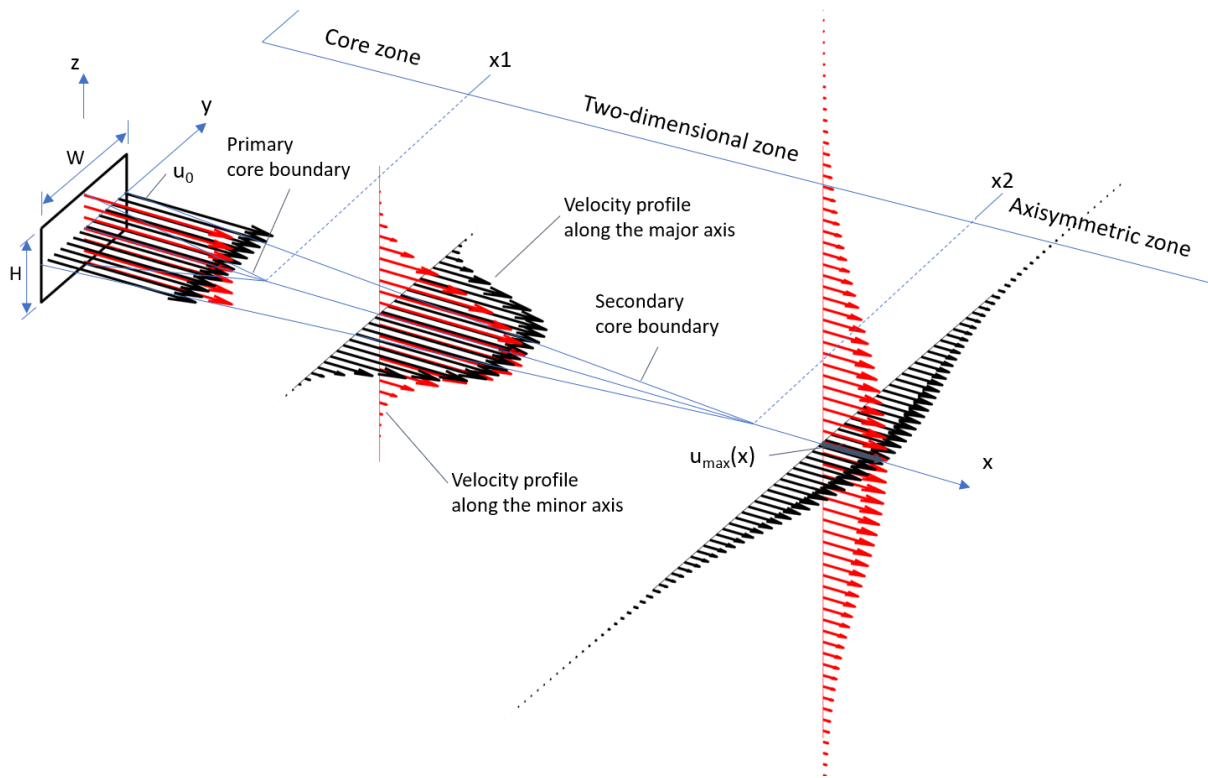 Core zone
x1
z
y
Two-dimensional zone
W
Primary
core boundary
u0
x2
Velocity profile
along the major axis
Axisymmetric zone
H
Secondary
core boundary
umax(x)
x
Velocity profile
along the minor axis